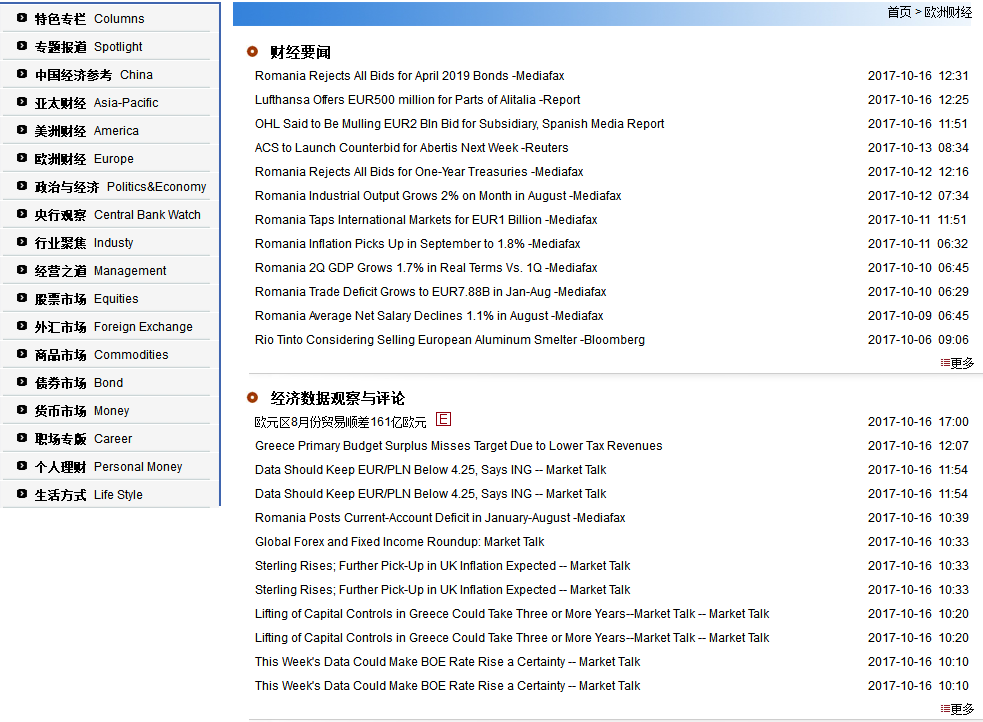 特色专栏 Columns
专题报道 Spotlight
中国经济参考 China
亚太财经 Asia-Pacific
美洲财经 America
欧洲财经 Europe
政治与经济 Politics&Economy
央行观察 Central Bank Watch
行业聚焦 Industy
经营之道 Management
股票市场 Equities
外汇市场 Foreign Exchange
商品市场 Commodities
债券市场 Bond
货币市场 Money
职场专版 Career
个人理财 Personal Money
生活方式 Life Style
首页 > 欧洲财经
财经要闻
Romania Rejects All Bids for April 2019 Bonds -Mediafax 2017-10-16 12:31
Lufthansa Offers EUR500 million for Parts of Alitalia -Report 2017-10-16 12:25
OHL Said to Be Mulling EUR2 Bln Bid for Subsidiary, Spanish Media Report 2017-10-16 11:51
ACS to Launch Counterbid for Abertis Next Week -Reuters 2017-10-13 08:34
Romania Rejects All Bids for One-Year Treasuries -Mediafax 2017-10-12 12:16
Romania Industrial Output Grows 2% on Month in August -Mediafax 2017-10-12 07:34
Romania Taps International Markets for EUR1 Billion -Mediafax 2017-10-11 11:51
Romania Inflation Picks Up in September to 1.8% -Mediafax 2017-10-11 06:32
Romania 2Q GDP Grows 1.7% in Real Terms Vs. 1Q -Mediafax 2017-10-10 06:45
Romania Trade Deficit Grows to EUR7.88B in Jan-Aug -Mediafax 2017-10-10 06:29
Romania Average Net Salary Declines 1.1% in August -Mediafax 2017-10-09 06:45
Rio Tinto Considering Selling European Aluminum Smelter -Bloomberg 2017-10-06 09:06
更多
经济数据观察与评论
欧元区8月份贸易顺差161亿欧元 E 2017-10-16 17:00
Greece Primary Budget Surplus Misses Target Due to Lower Tax Revenues 2017-10-16 12:07
Data Should Keep EUR/PLN Below 4.25, Says ING -- Market Talk 2017-10-16 11:54
Data Should Keep EUR/PLN Below 4.25, Says ING -- Market Talk 2017-10-16 11:54
Romania Posts Current-Account Deficit in January-August -Mediafax 2017-10-16 10:39
Global Forex and Fixed Income Roundup: Market Talk 2017-10-16 10:33
Sterling Rises; Further Pick-Up in UK Inflation Expected -- Market Talk 2017-10-16 10:33
Sterling Rises; Further Pick-Up in UK Inflation Expected -- Market Talk 2017-10-16 10:33
Lifting of Capital Controls in Greece Could Take Three or More Years--Market Talk -- Market Talk 2017-10-16 10:20
Lifting of Capital Controls in Greece Could Take Three or More Years--Market Talk -- Market Talk 2017-10-16 10:20
This Week's Data Could Make BOE Rate Rise a Certainty -- Market Talk 2017-10-16 10:10
This Week's Data Could Make BOE Rate Rise a Certainty -- Market Talk 2017-10-16 10:10
更多